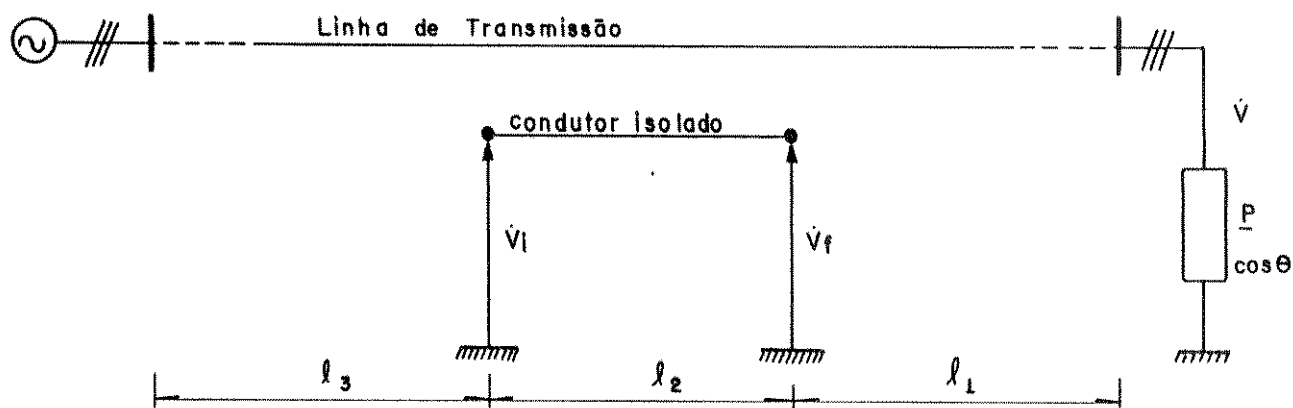 Linha de Transmissão
condutor isolado
V̇
V̇i
V̇f
P
cosθ
ℓ3
ℓ2
ℓ1